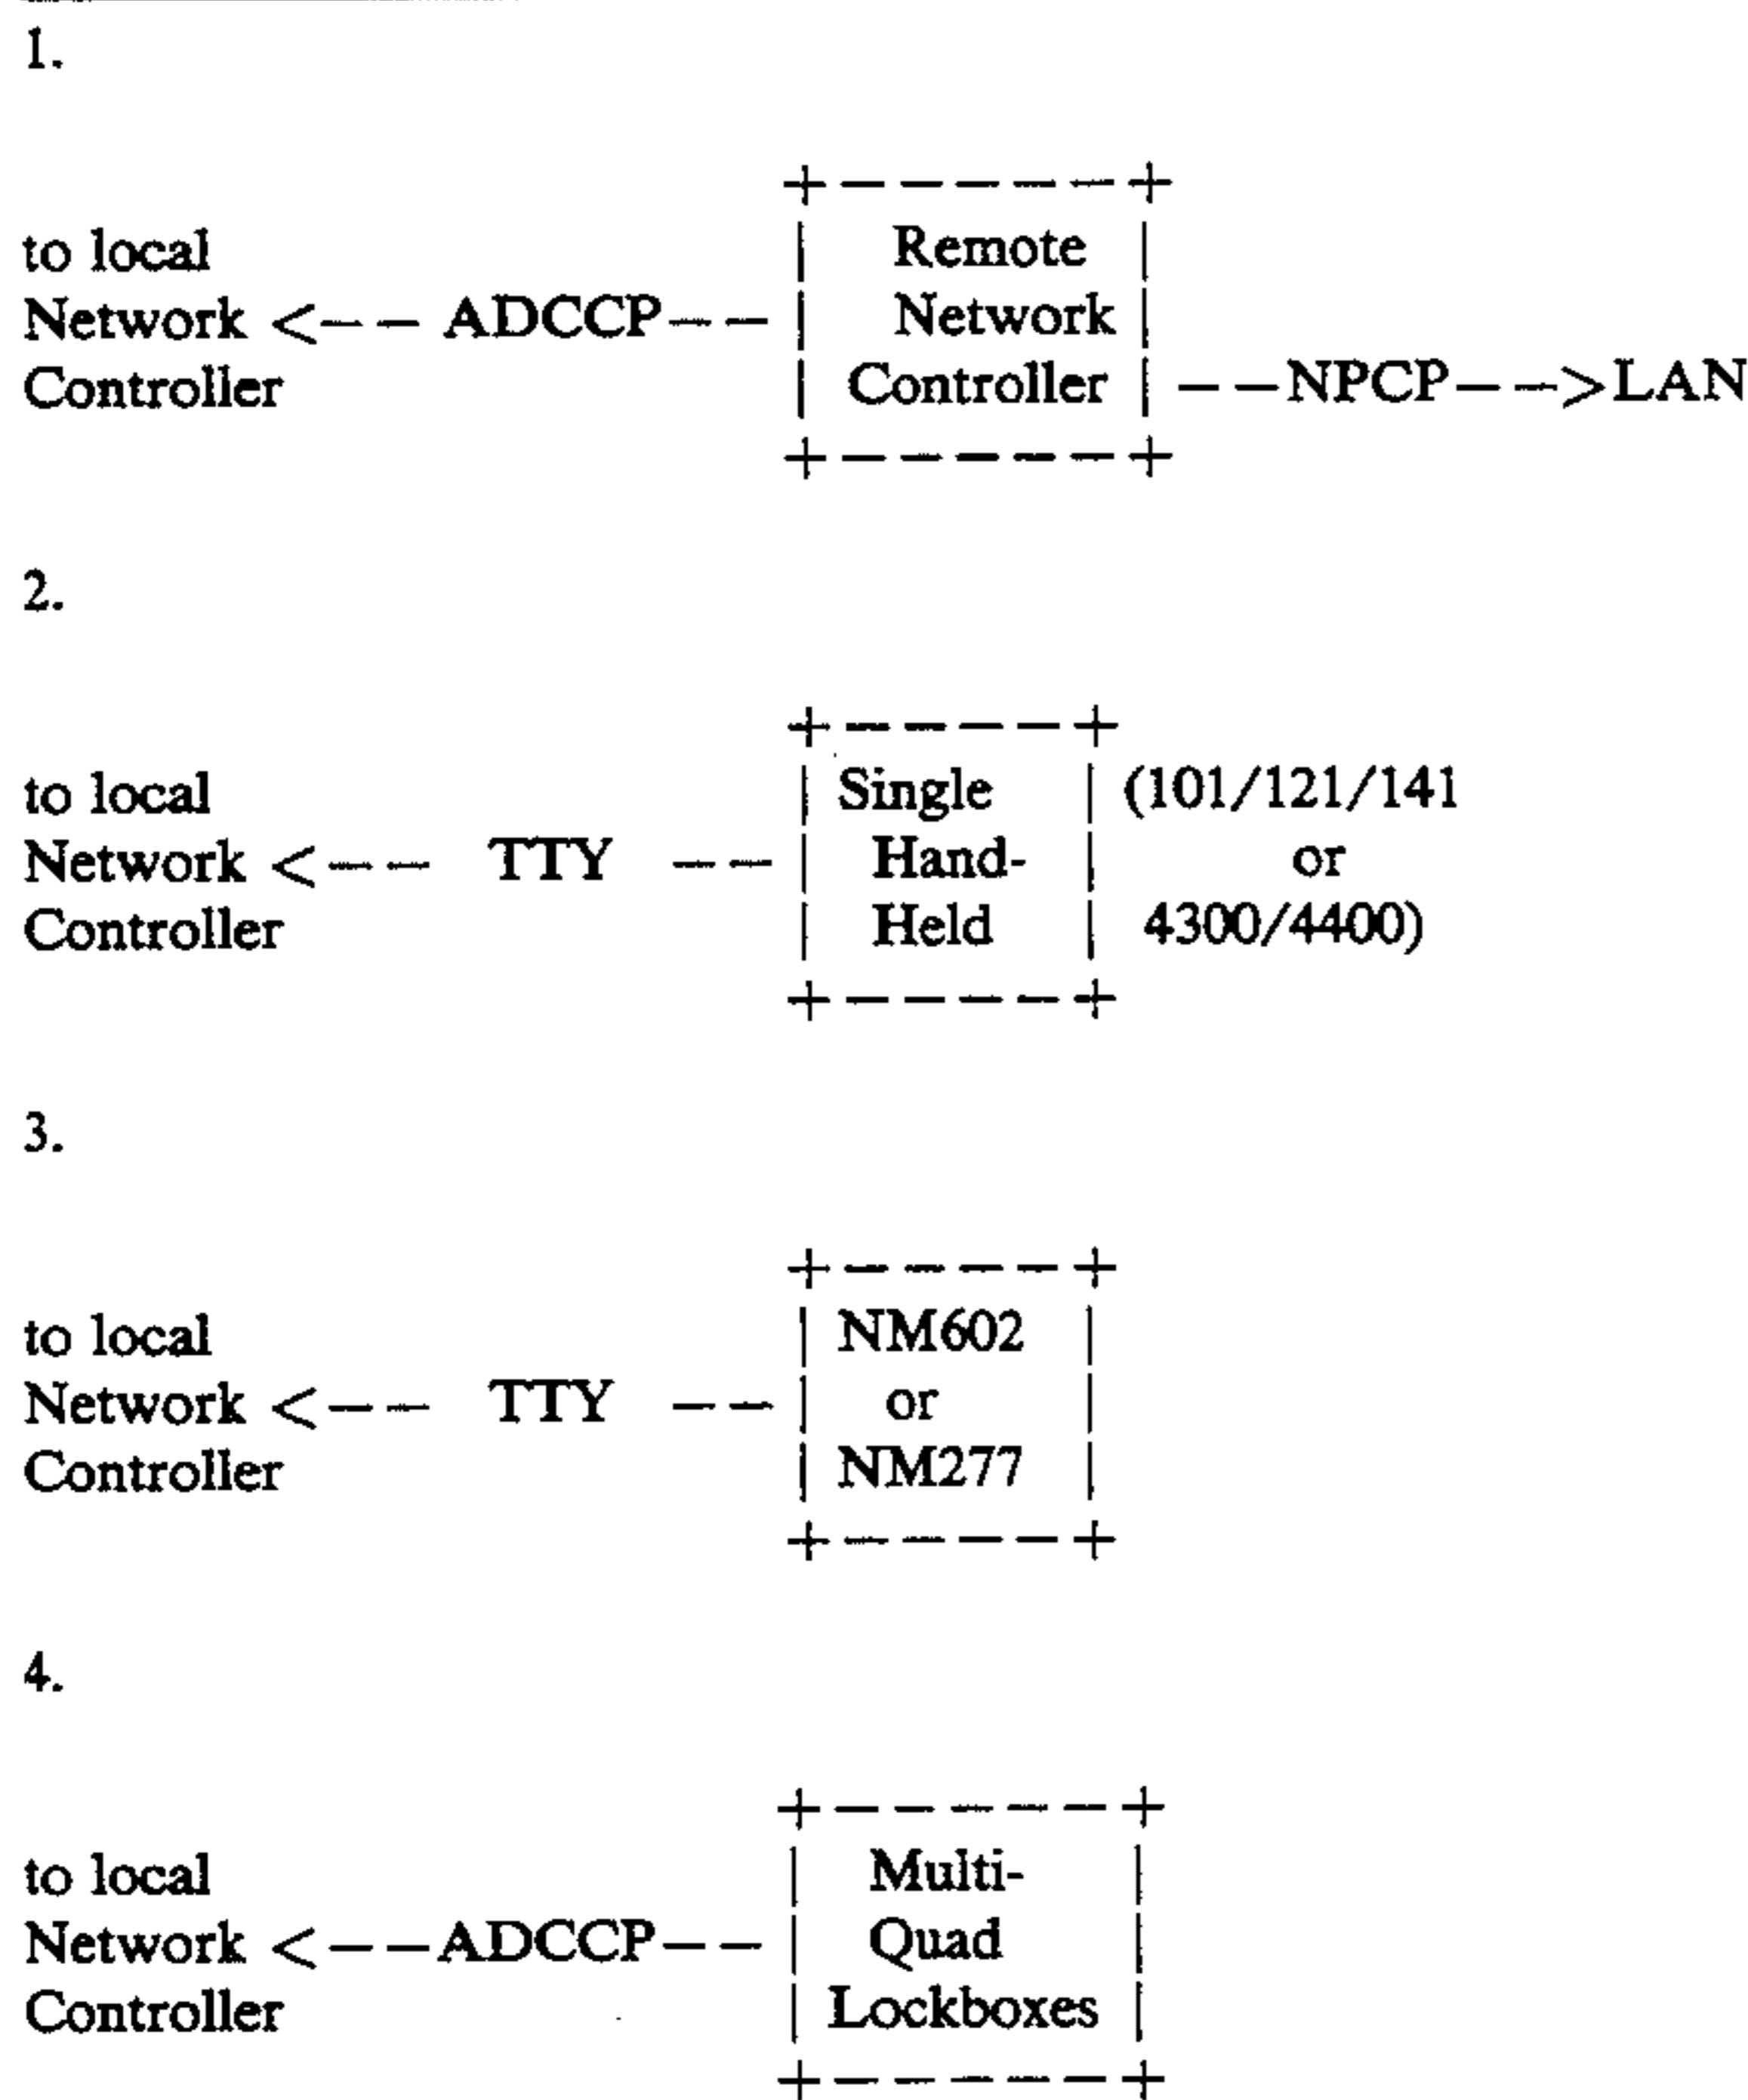 1.
+ — — — — — +
to local | Remote |
Network <—— ADCCP—— | Network |
Controller | Controller | ——NPCP——>LAN
+ — — — — — +
2.
+ — — — — +
to local | Single | (101/121/141
Network <—— TTY —— | Hand- | or
Controller | Held | 4300/4400)
+ — — — — +
3.
+ — — — — +
to local | NM602 |
Network <—— TTY —— | or |
Controller | NM277 |
+ — — — — +
4.
+ — — — — — +
to local | Multi- |
Network <——ADCCP—— | Quad |
Controller | Lockboxes |
+ — — — — — +